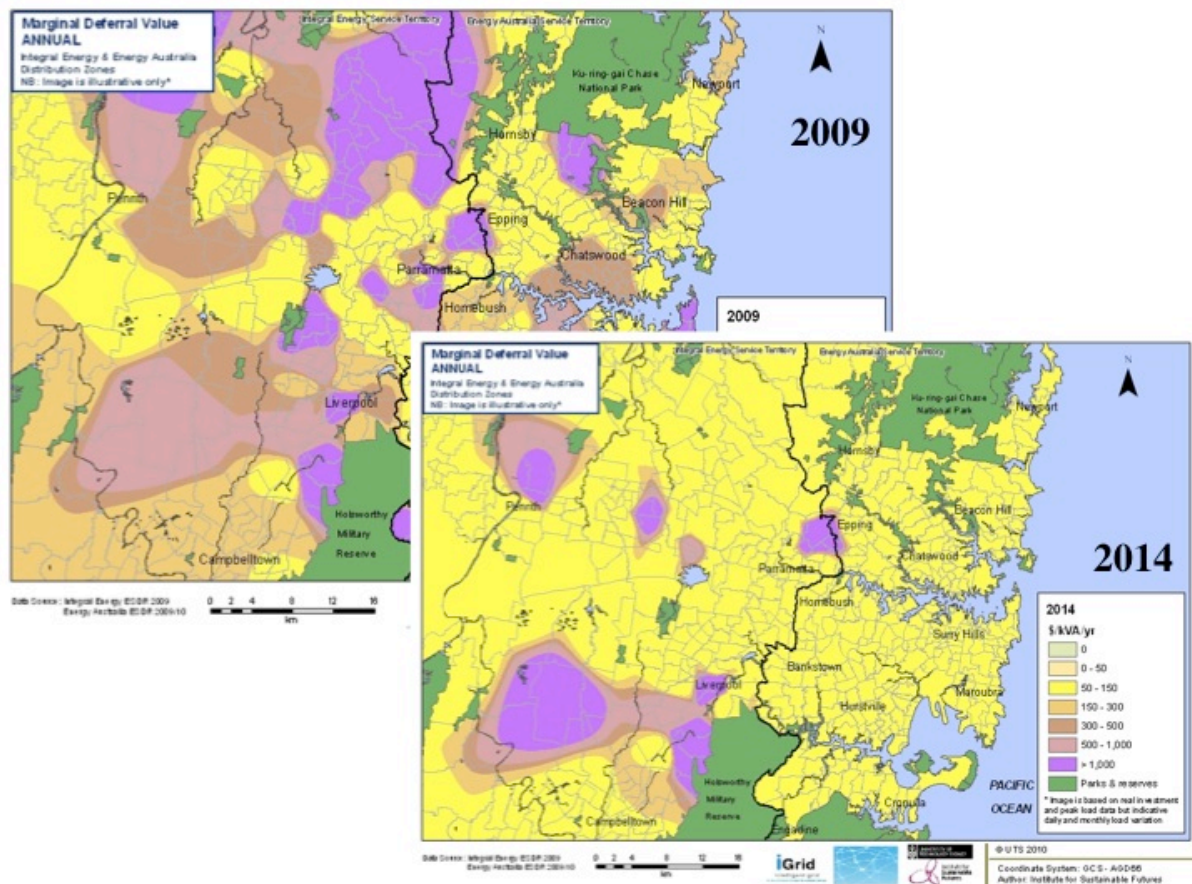 Marginal Deferral Value
ANNUAL
Integral Energy & Energy Australia
Distribution Zones
NB: Image is illustrative only*
Integral Energy Service Territory
Energy Australia Service Territory
N
2009
Ku-ring-gai Chase
National Park
Newport
Hornsby
Penrith
Beacon Hill
Epping
Chatswood
Parramatta
Homebush
2009
Liverpool
Holsworthy
Military
Reserve
Campbelltown
Data Source: Integral Energy ESDR 2009
Energy Australia ESDR 2009/10
0 2 4 8 12 16
km
Marginal Deferral Value
ANNUAL
Integral Energy & Energy Australia
Distribution Zones
NB: Image is illustrative only*
Integral Energy Service Territory
Energy Australia Service Territory
N
Ku-ring-gai Chase
National Park
Newport
Hornsby
Penrith
Beacon Hill
Epping
Chatswood
2014
Parramatta
Homebush
Surry Hills
Bankstown
Liverpool
Maroubra
Hurstville
Holsworthy
Military
Reserve
Campbelltown
Cronulla
Engadine
PACIFIC
OCEAN
2014
$/kVA/yr
0
0 - 50
50 - 150
150 - 300
300 - 500
500 - 1,000
> 1,000
Parks & reserves
* Image is based on real investment
and peak load data but indicative
daily and monthly load variation
Data Source: Integral Energy ESDR 2009
Energy Australia ESDR 2009/10
0 2 4 8 12 16
km
iGrid
© UTS 2010
Coordinate System: GCS - AGD66
Author: Institute for Sustainable Futures